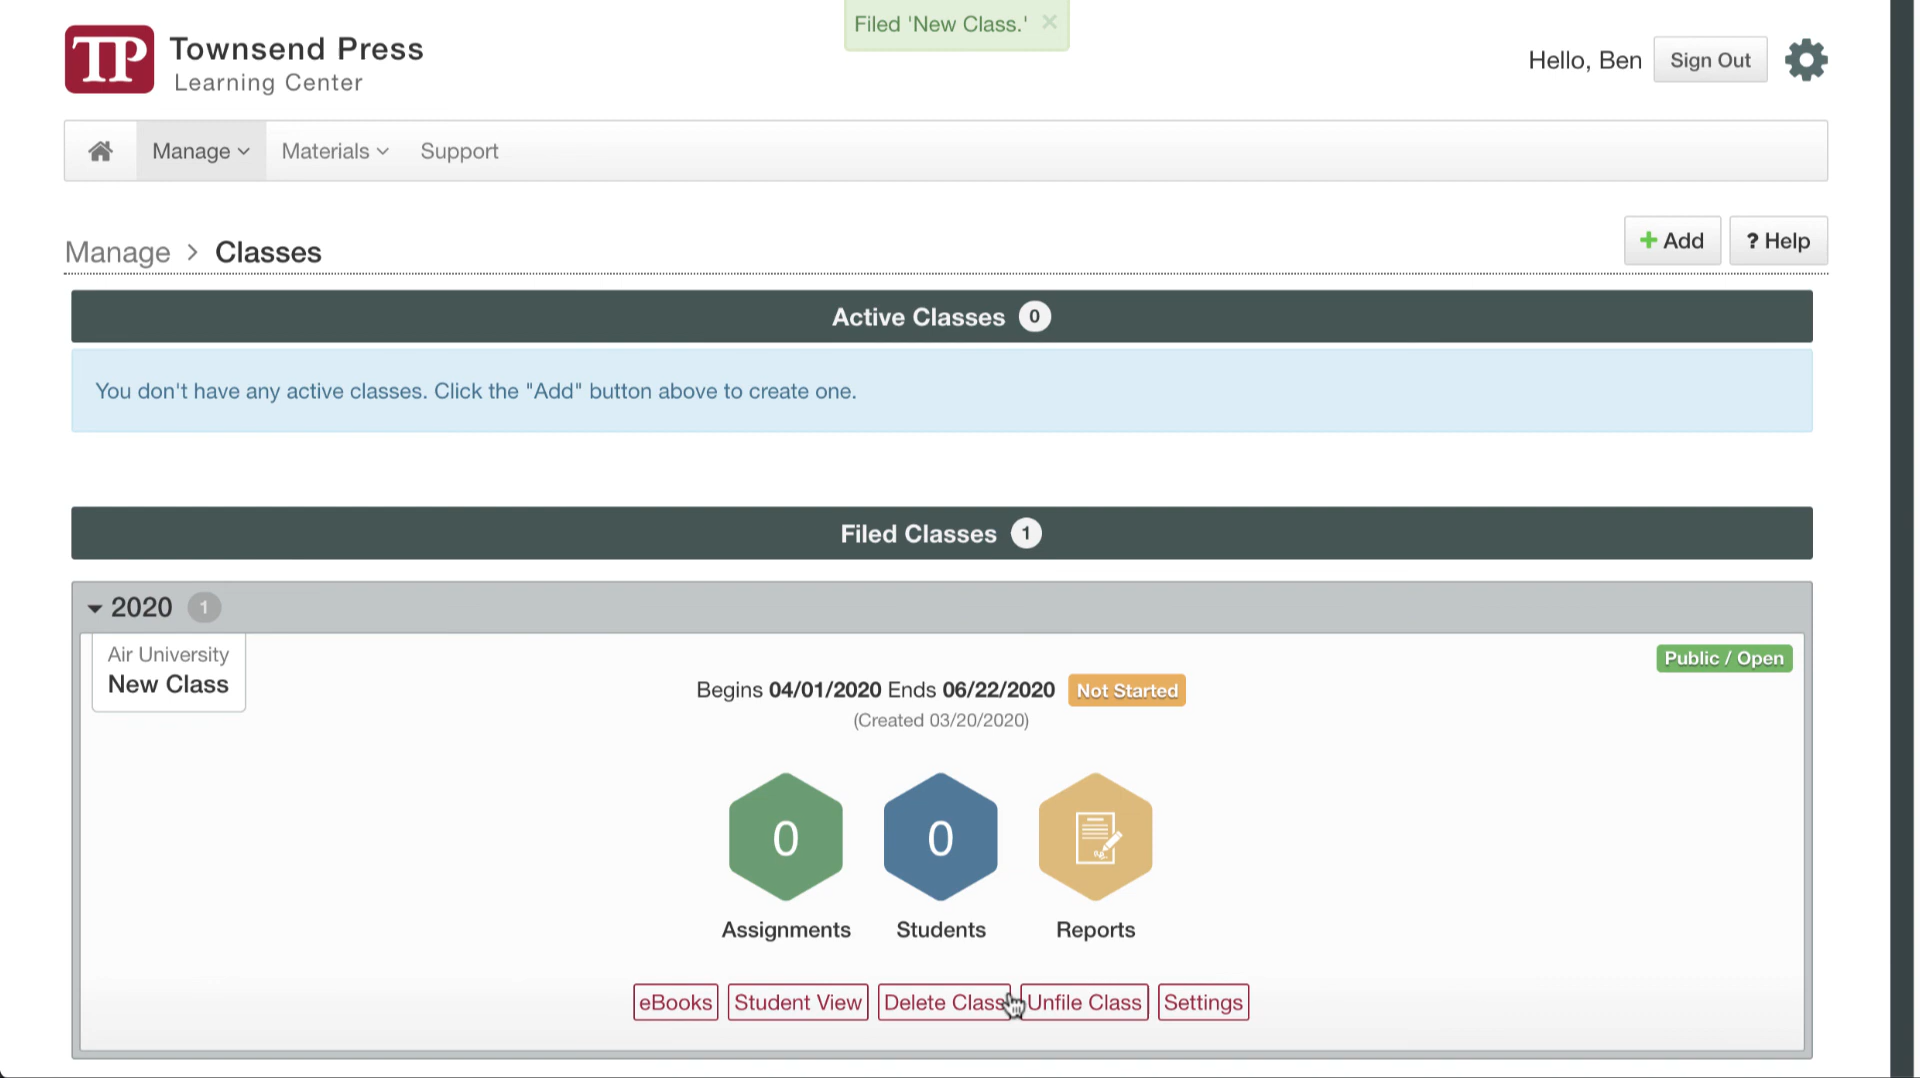 Filed 'New Class.' ×
TP
Townsend Press
Learning Center
Hello, Ben
Sign Out
Manage
Materials
Support
Manage > Classes
+ Add
? Help
Active Classes 0
You don't have any active classes. Click the "Add" button above to create one.
Filed Classes 1
2020 1
Air University
New Class
Public / Open
Begins 04/01/2020 Ends 06/22/2020 Not Started
(Created 03/20/2020)
0 0
Assignments Students Reports
eBooks Student View Delete Class Unfile Class Settings